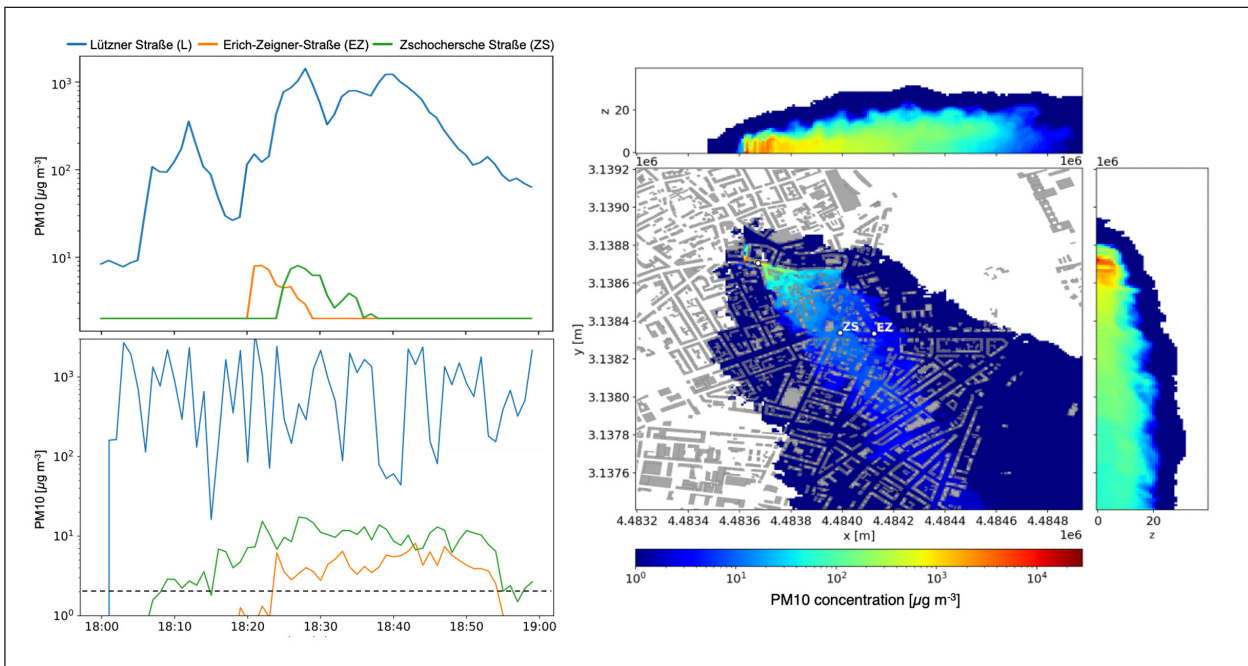 Lützner Straße (L) Erich-Zeigner-Straße (EZ) Zschochersche Straße (ZS)
10³
10²
10¹
PM10 [µg m⁻³]
10³
10²
10¹
10⁰
PM10 [µg m⁻³]
18:00 18:10 18:20 18:30 18:40 18:50 19:00
20
0
z
1e6 1e6 1e6
3.1392
3.1390
3.1388
3.1386
3.1384
3.1382
3.1380
3.1378
3.1376
y [m]
L
ZS EZ
4.4832 4.4834 4.4836 4.4838 4.4840 4.4842 4.4844 4.4846 4.4848
x [m] 1e6
0 20
z
10⁰ 10¹ 10² 10³ 10⁴
PM10 concentration [µg m⁻³]